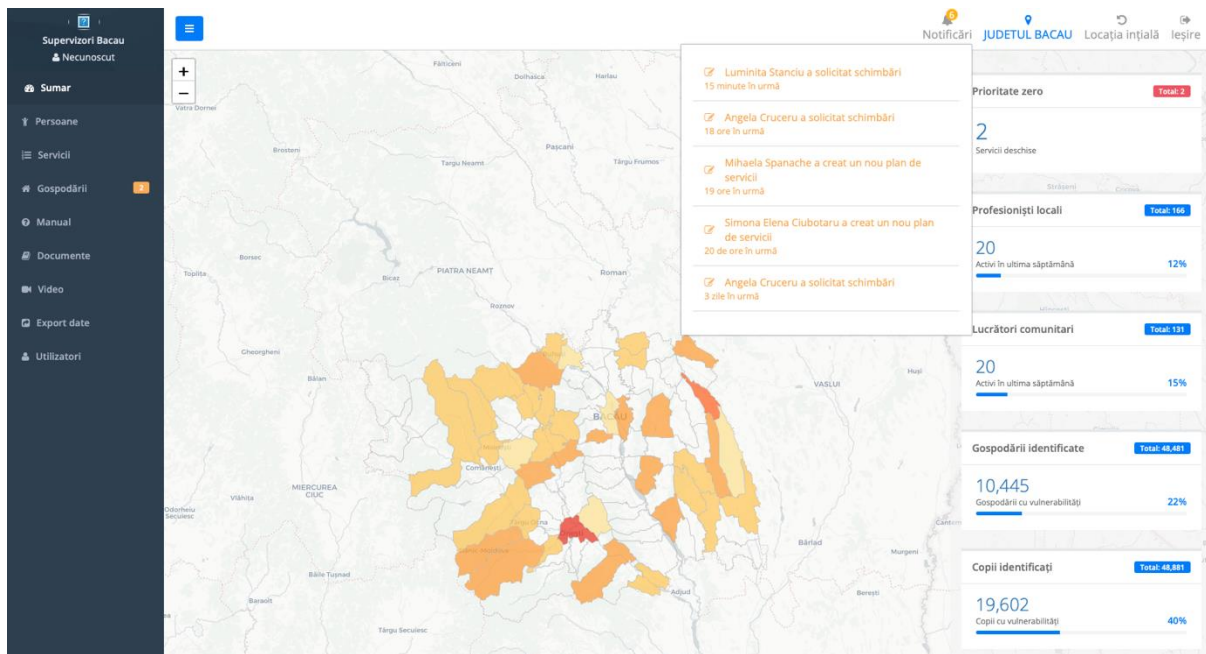 Supervizori Bacau
Necunoscut
Sumar
Persoane
Servicii
Gospodării 2
Manual
Documente
Video
Export date
Utilizatori
6
Notificări JUDETUL BACAU Locația ințială Ieșire
+
−
Luminita Stanciu a solicitat schimbări
15 minute în urmă
Angela Cruceru a solicitat schimbări
18 ore în urmă
Mihaela Spanache a creat un nou plan de
servicii
19 ore în urmă
Simona Elena Ciubotaru a creat un nou plan
de servicii
20 de ore în urmă
Angela Cruceru a solicitat schimbări
3 zile în urmă
Prioritate zero Total: 2
2
Servicii deschise
Profesioniști locali Total: 166
20
Activi în ultima săptămână 12%
Lucrători comunitari Total: 131
20
Activi în ultima săptămână 15%
Gospodării identificate Total: 48,481
10,445
Gospodării cu vulnerabilități 22%
Copii identificați Total: 48,881
19,602
Copii cu vulnerabilități 40%
Fălticeni
Dolhasca
Harlau
Vatra Dornei
Brosteni
Targu Neamt
Pașcani
Târgu Frumos
Borsec
Toplita
Bicaz
PIATRA NEAMT
Roman
Roznov
Gheorgheni
Bălan
VASLUI
Huși
BACĂU
Comănești
MIERCUREA
CIUC
Vlăhița
Odorheiu
Secuiesc
Bârlad
Murgeni
Băile Tușnad
Adjud
Berești
Baraolt
Târgu Secuiesc